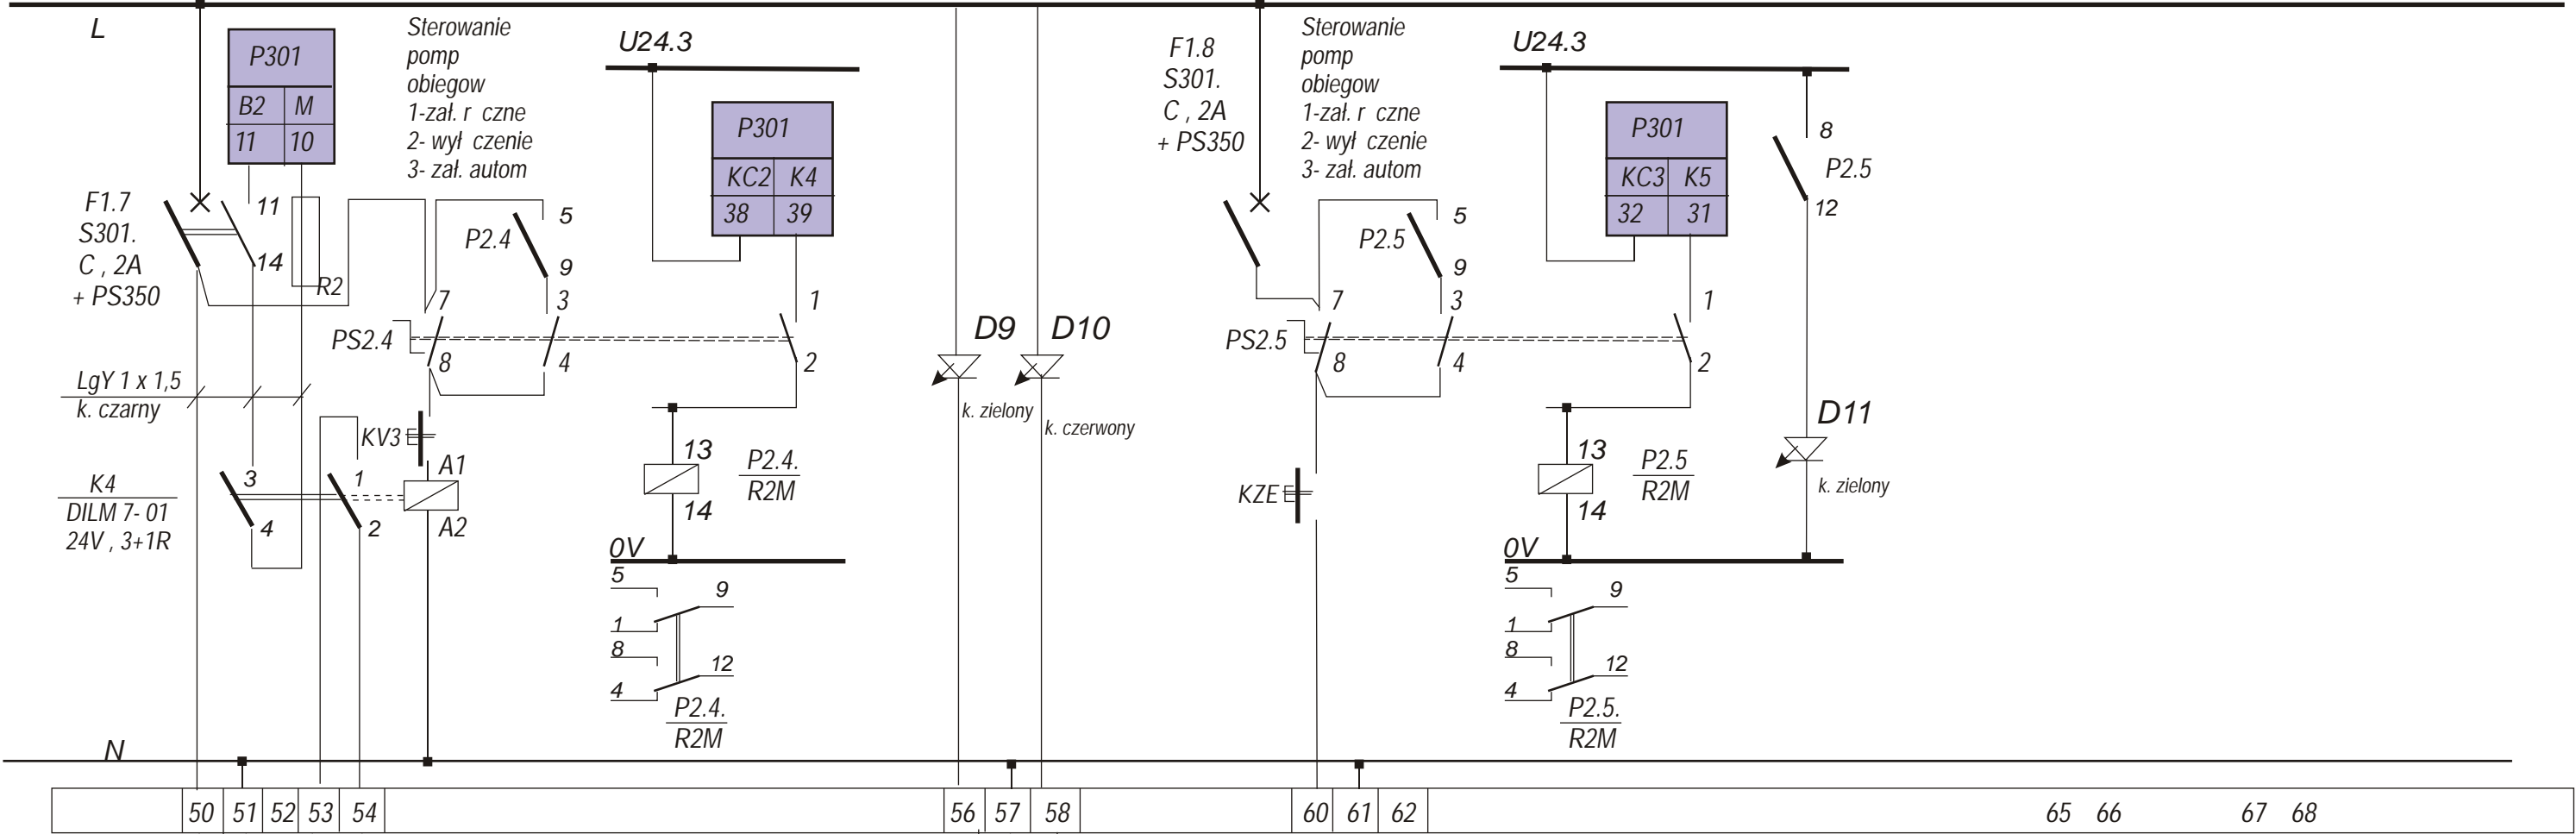 L
P301
B2 M
11 10
F1.7
S301.
C , 2A
+ PS350
11
14
R2
Sterowanie
pomp
obiegow
1-zał. r czne
2- wył czenie
3- zał. autom
U24.3
P301
KC2 K4
38 39
P2.4
5
9
7
3
1
PS2.4
8
4
2
LgY 1 x 1,5
k. czarny
KV3
A1
A2
K4
DILM 7- 01
24V , 3+1R
3
4
1
2
13
14
P2.4.
R2M
0V
5
9
1
8
12
4
P2.4.
R2M
D9
k. zielony
D10
k. czerwony
F1.8
S301.
C , 2A
+ PS350
Sterowanie
pomp
obiegow
1-zał. r czne
2- wył czenie
3- zał. autom
U24.3
P301
KC3 K5
32 31
8
P2.5
12
P2.5
5
9
7
3
1
PS2.5
8
4
2
KZE
13
14
P2.5
R2M
D11
k. zielony
0V
5
9
1
8
12
4
P2.5.
R2M
N
50 51 52 53 54 56 57 58 60 61 62 65 66 67 68